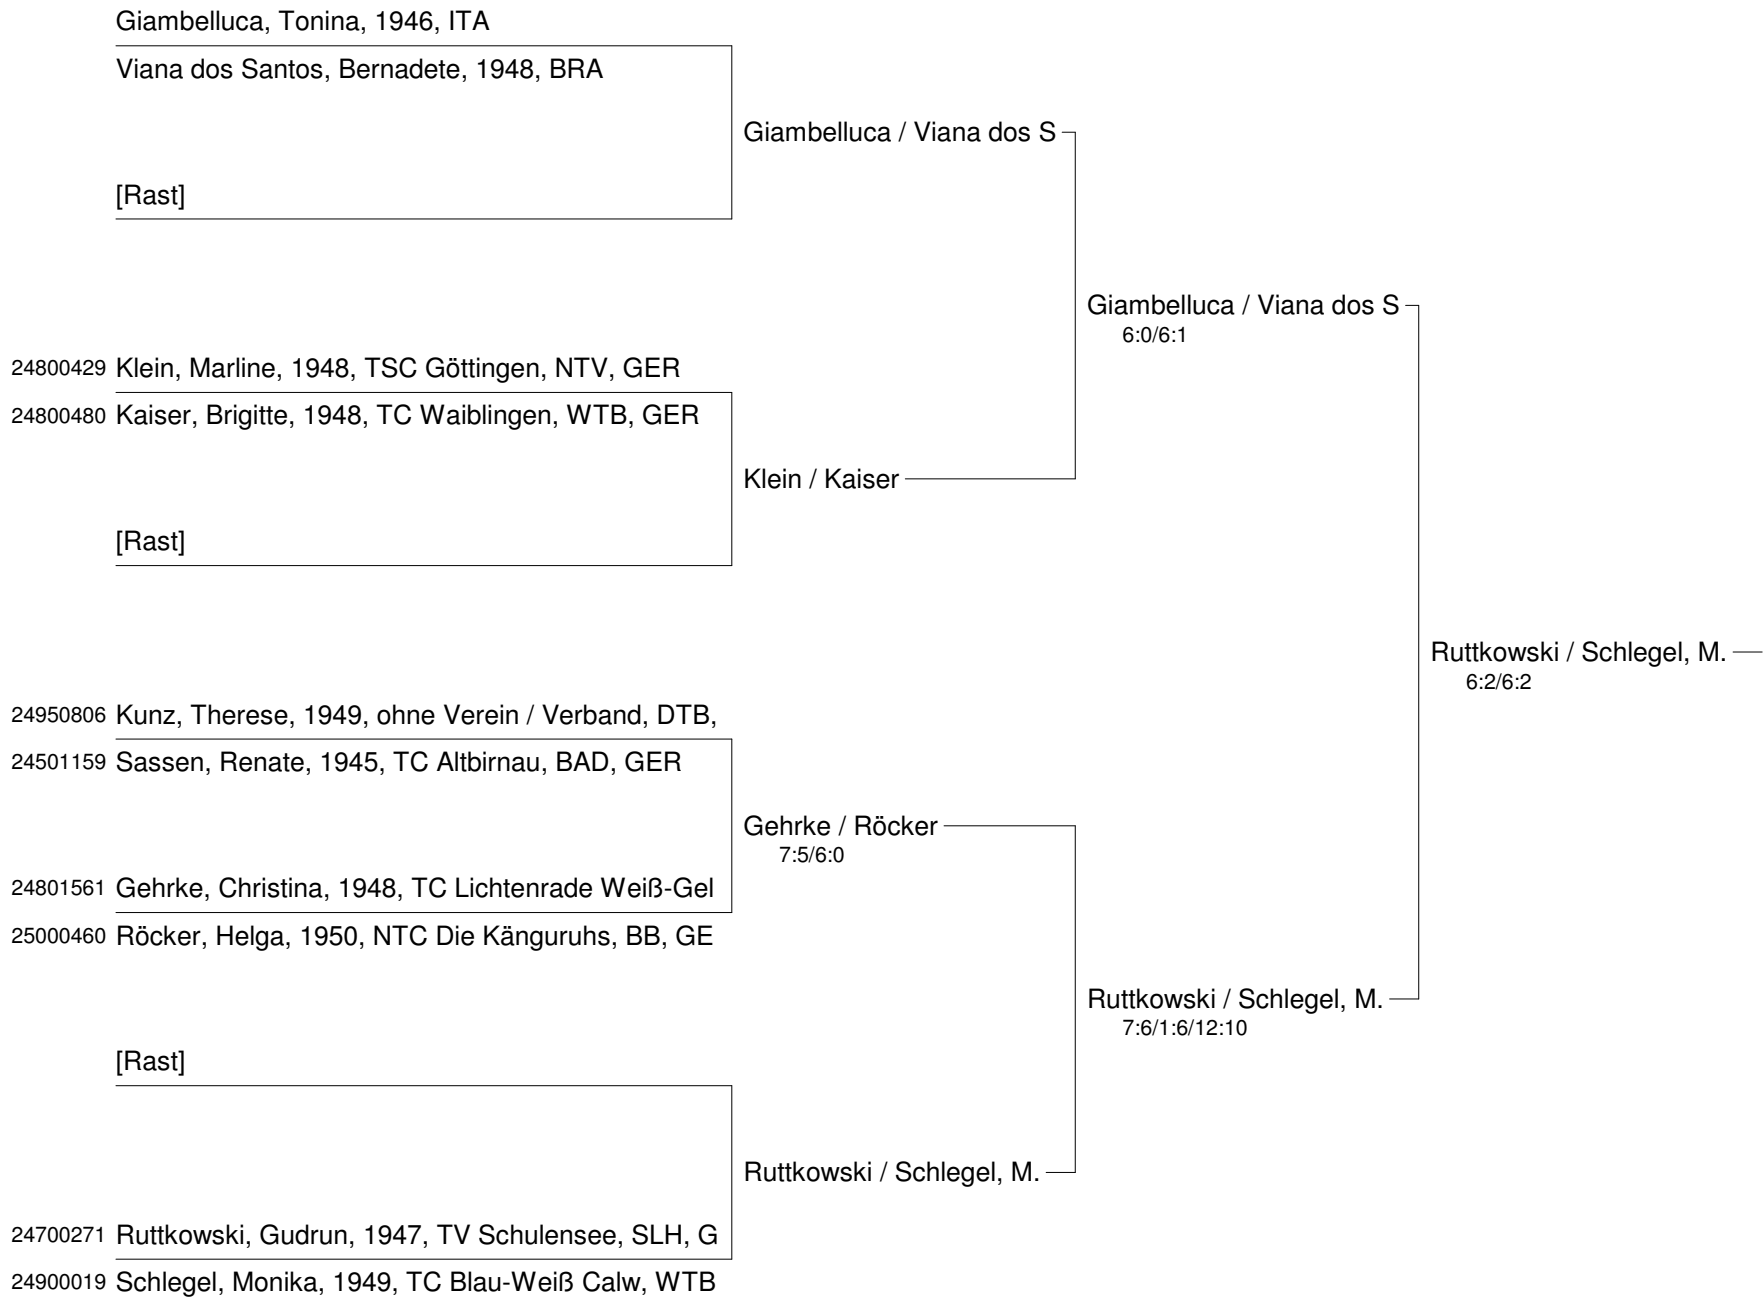 Giambelluca, Tonina, 1946, ITA
Viana dos Santos, Bernadete, 1948, BRA
Giambelluca / Viana dos S
[Rast]
Giambelluca / Viana dos S
6:0/6:1
24800429 Klein, Marline, 1948, TSC Göttingen, NTV, GER
24800480 Kaiser, Brigitte, 1948, TC Waiblingen, WTB, GER
Klein / Kaiser
[Rast]
Ruttkowski / Schlegel, M.
6:2/6:2
24950806 Kunz, Therese, 1949, ohne Verein / Verband, DTB,
24501159 Sassen, Renate, 1945, TC Altbirnau, BAD, GER
Gehrke / Röcker
7:5/6:0
24801561 Gehrke, Christina, 1948, TC Lichtenrade Weiß-Gel
25000460 Röcker, Helga, 1950, NTC Die Känguruhs, BB, GE
Ruttkowski / Schlegel, M.
7:6/1:6/12:10
[Rast]
Ruttkowski / Schlegel, M.
24700271 Ruttkowski, Gudrun, 1947, TV Schulensee, SLH, G
24900019 Schlegel, Monika, 1949, TC Blau-Weiß Calw, WTB